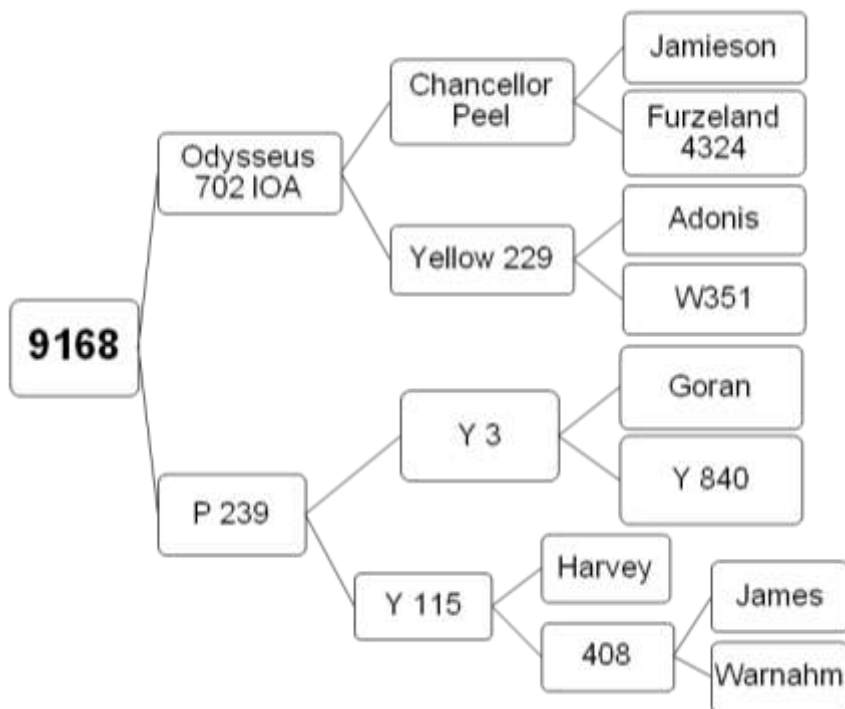 Jamieson
Chancellor
Peel
Furzeland
4324
Odysseus
702 IOA
Adonis
Yellow 229
W351
9168
Goran
Y 3
Y 840
P 239
Harvey
Y 115
James
408
Warnahm